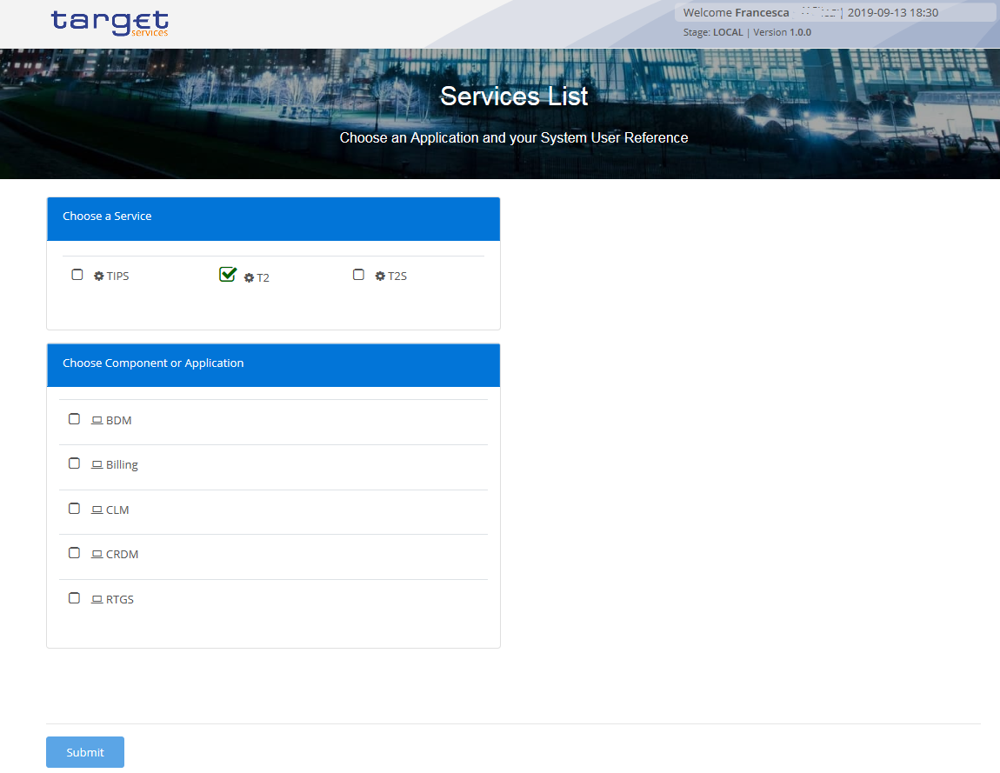 target
services
Welcome Francesca | 2019-09-13 18:30
Stage: LOCAL | Version 1.0.0
Services List
Choose an Application and your System User Reference
Choose a Service
TIPS
T2
T2S
Choose Component or Application
BDM
Billing
CLM
CRDM
RTGS
Submit